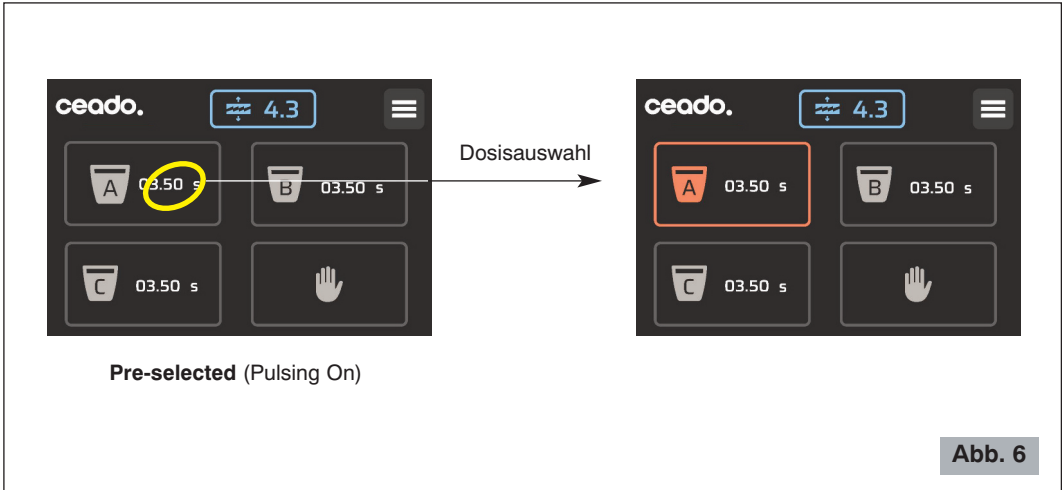 ceado. 4.3
A 03.50 s B 03.50 s
C 03.50 s
Pre-selected (Pulsing On)
Dosisauswahl
ceado. 4.3
A 03.50 s B 03.50 s
C 03.50 s
Abb. 6